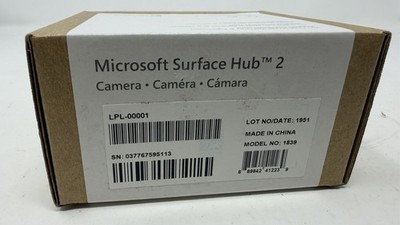 Microsoft Surface Hub™ 2
Camera • Caméra • Cámara
LPL-00001
SN: 037767595113
LOT NO/DATE: 1951
MADE IN CHINA
MODEL NO: 1839